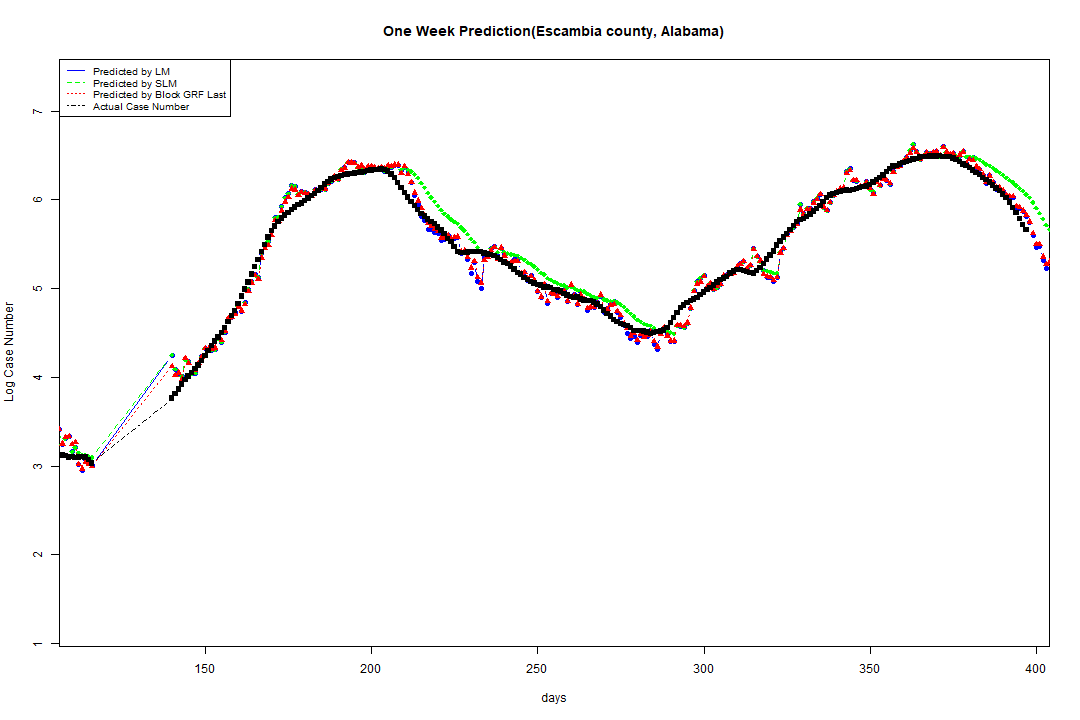 One Week Prediction(Escambia county, Alabama)
Predicted by LM
Predicted by SLM
Predicted by Block GRF Last
Actual Case Number
7
6
5
4
3
2
1
Log Case Number
150 200 250 300 350 400
days